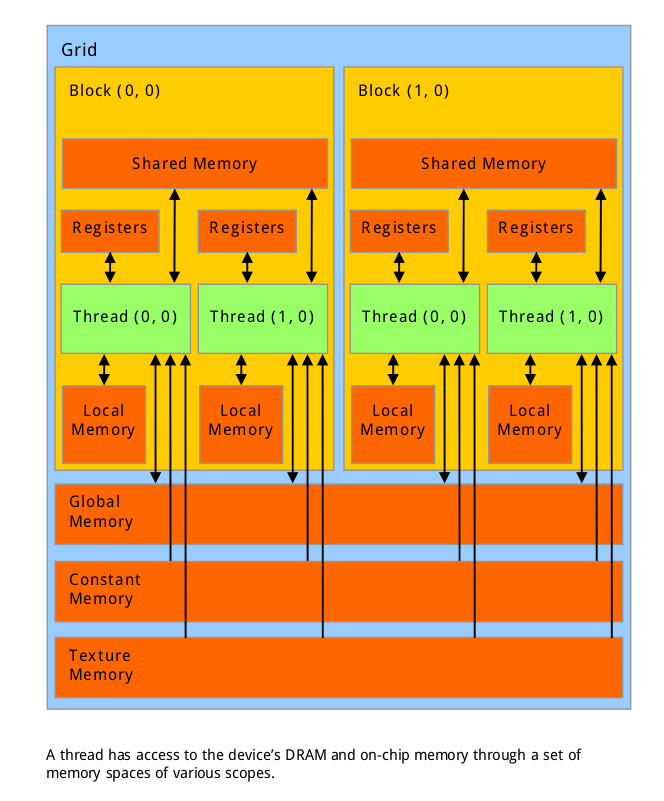 Grid
Block (0, 0)
Block (1, 0)
Shared Memory
Shared Memory
Registers
Registers
Registers
Registers
Thread (0, 0)
Thread (1, 0)
Thread (0, 0)
Thread (1, 0)
Local
Memory
Local
Memory
Local
Memory
Local
Memory
Global
Memory
Constant
Memory
Texture
Memory
A thread has access to the device’s DRAM and on-chip memory through a set of
memory spaces of various scopes.